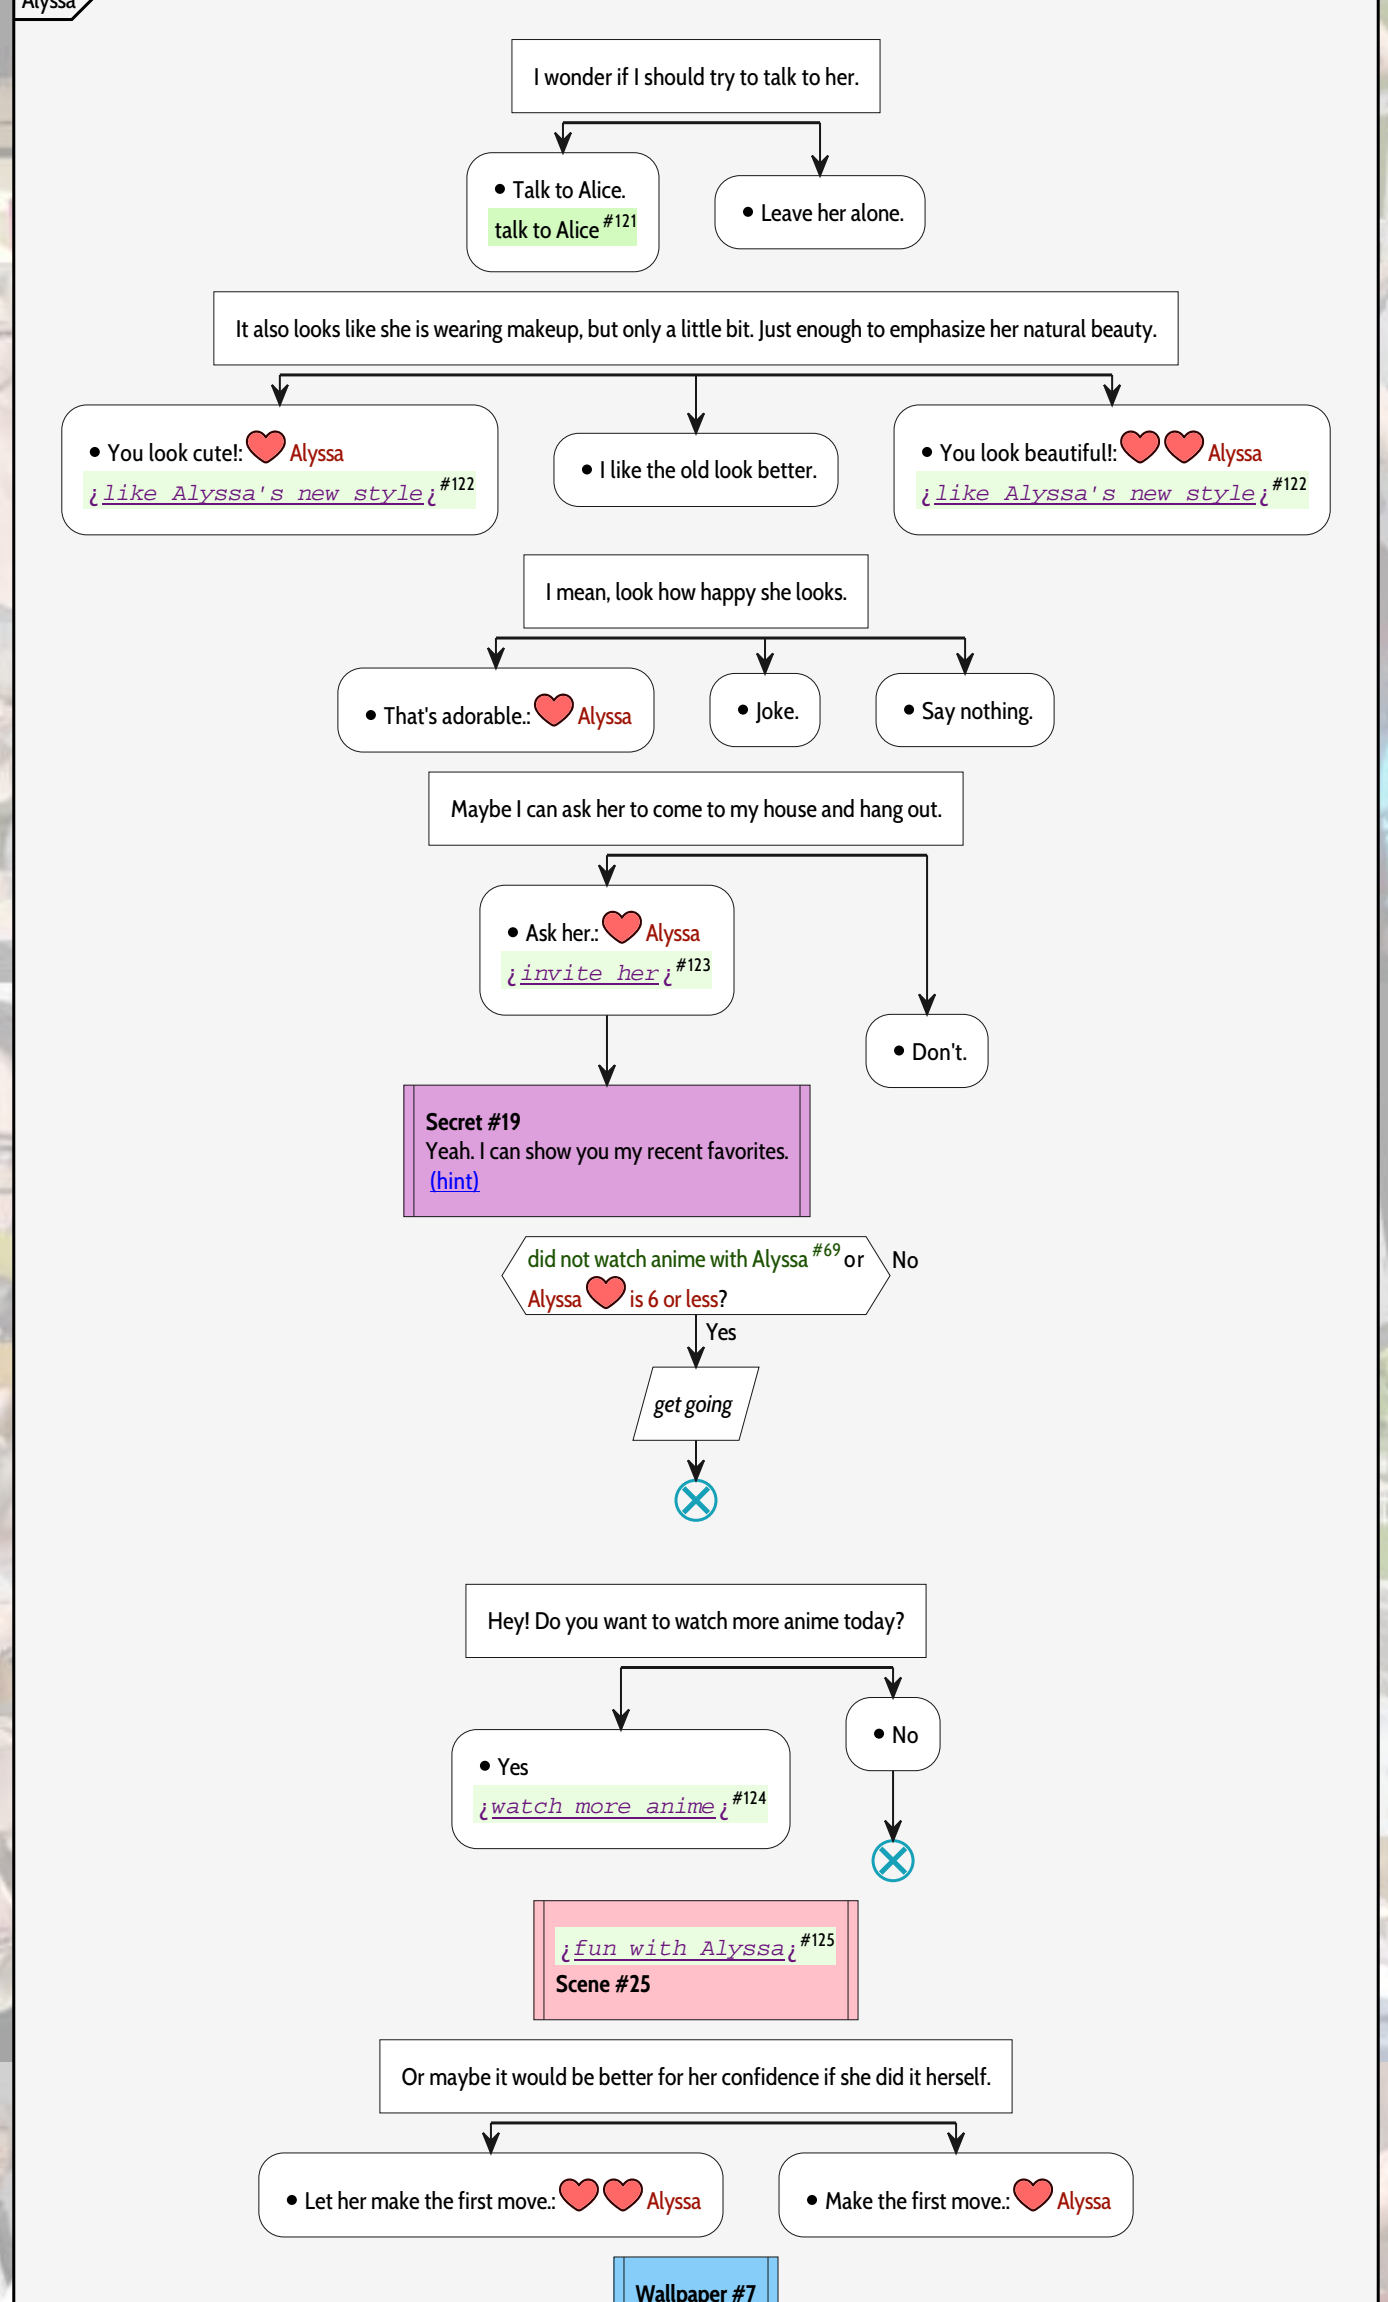 Alyssa
I wonder if I should try to talk to her.
• Talk to Alice.
talk to Alice #121
• Leave her alone.
It also looks like she is wearing makeup, but only a little bit. Just enough to emphasize her natural beauty.
• You look cute!: Alyssa
¿like Alyssa's new style¿ #122
• I like the old look better.
• You look beautiful!: Alyssa
¿like Alyssa's new style¿ #122
I mean, look how happy she looks.
• That's adorable.: Alyssa
• Joke.
• Say nothing.
Maybe I can ask her to come to my house and hang out.
• Ask her.: Alyssa
¿invite her¿ #123
• Don't.
Secret #19
Yeah. I can show you my recent favorites.
(hint)
did not watch anime with Alyssa #69 or
Alyssa is 6 or less?
No
Yes
get going
Hey! Do you want to watch more anime today?
• Yes
¿watch more anime¿ #124
• No
¿fun with Alyssa¿ #125
Scene #25
Or maybe it would be better for her confidence if she did it herself.
• Let her make the first move.: Alyssa
• Make the first move.: Alyssa
Wallpaper #7